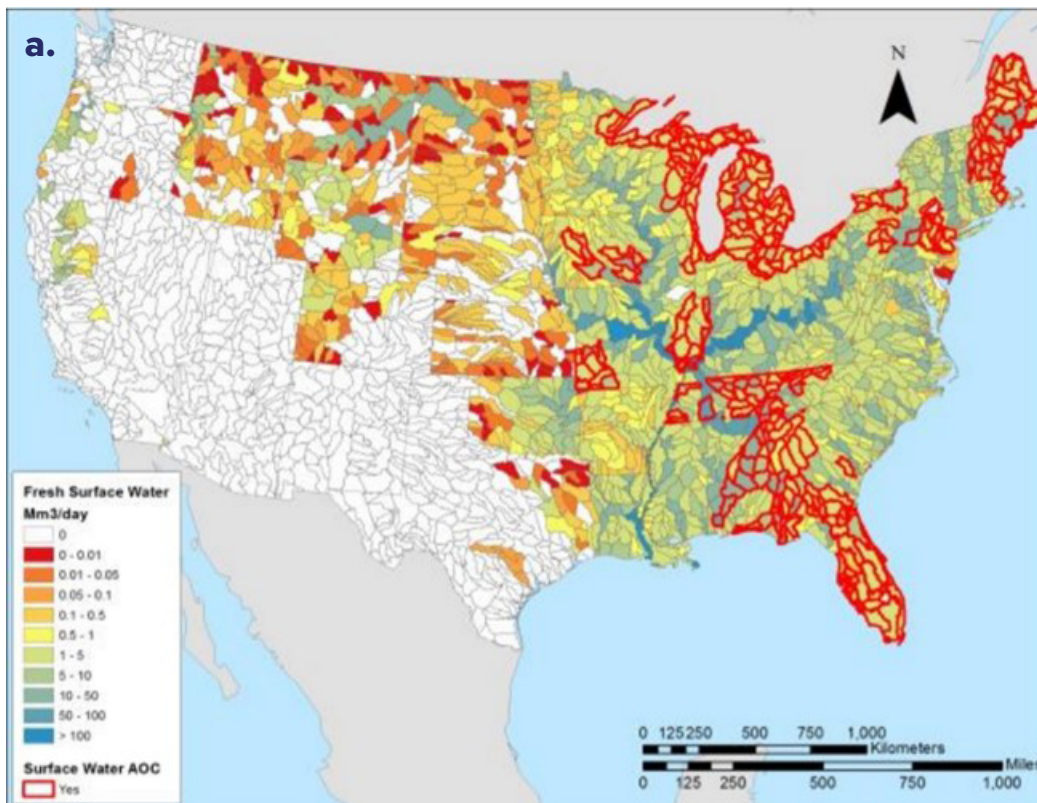 a.
N
Fresh Surface Water
Mm3/day
0
0 - 0.01
0.01 - 0.05
0.05 - 0.1
0.1 - 0.5
0.5 - 1
1 - 5
5 - 10
10 - 50
50 - 100
> 100
Surface Water AOC
Yes
0 125 250 500 750 1,000
Kilometers
Miles
0 125 250 500 750 1,000